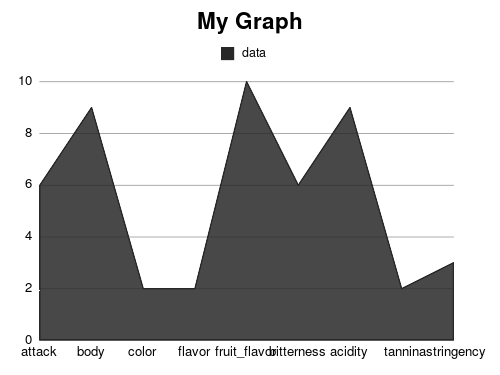 My Graph
data
10
8
6
4
2
0
attack body color flavor fruit_flavor bitterness acidity tannin astringency